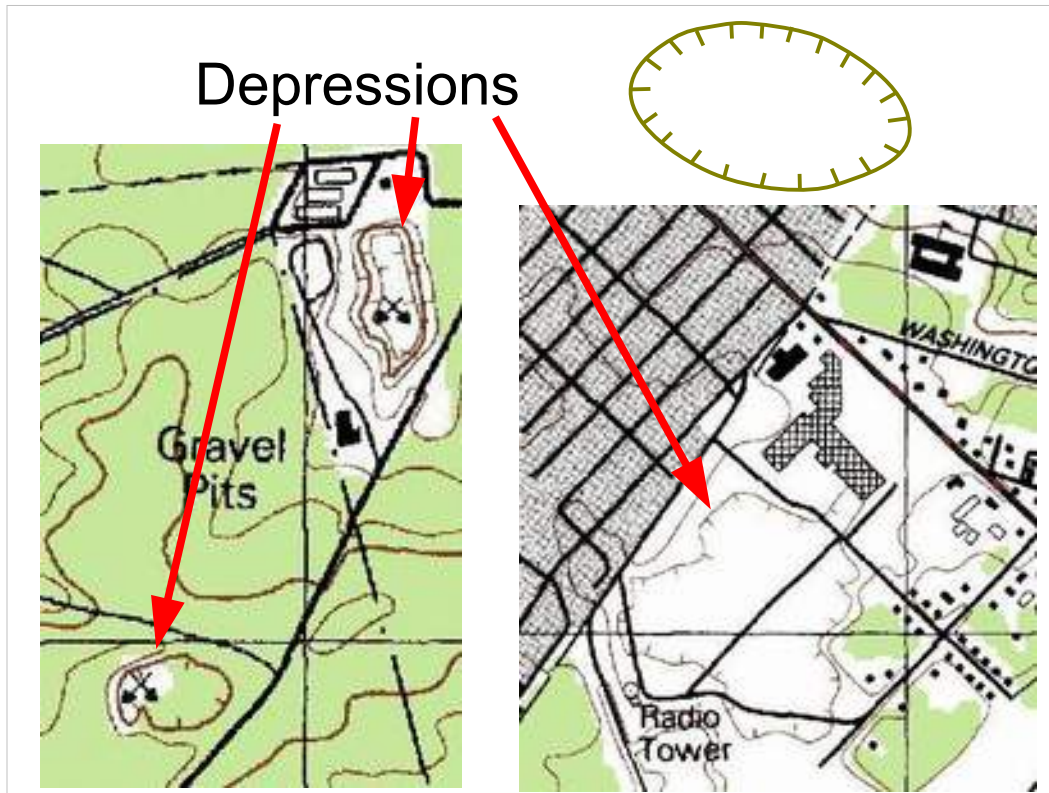 Depressions
WASHINGTO
Gravel
Pits
Radio
Tower